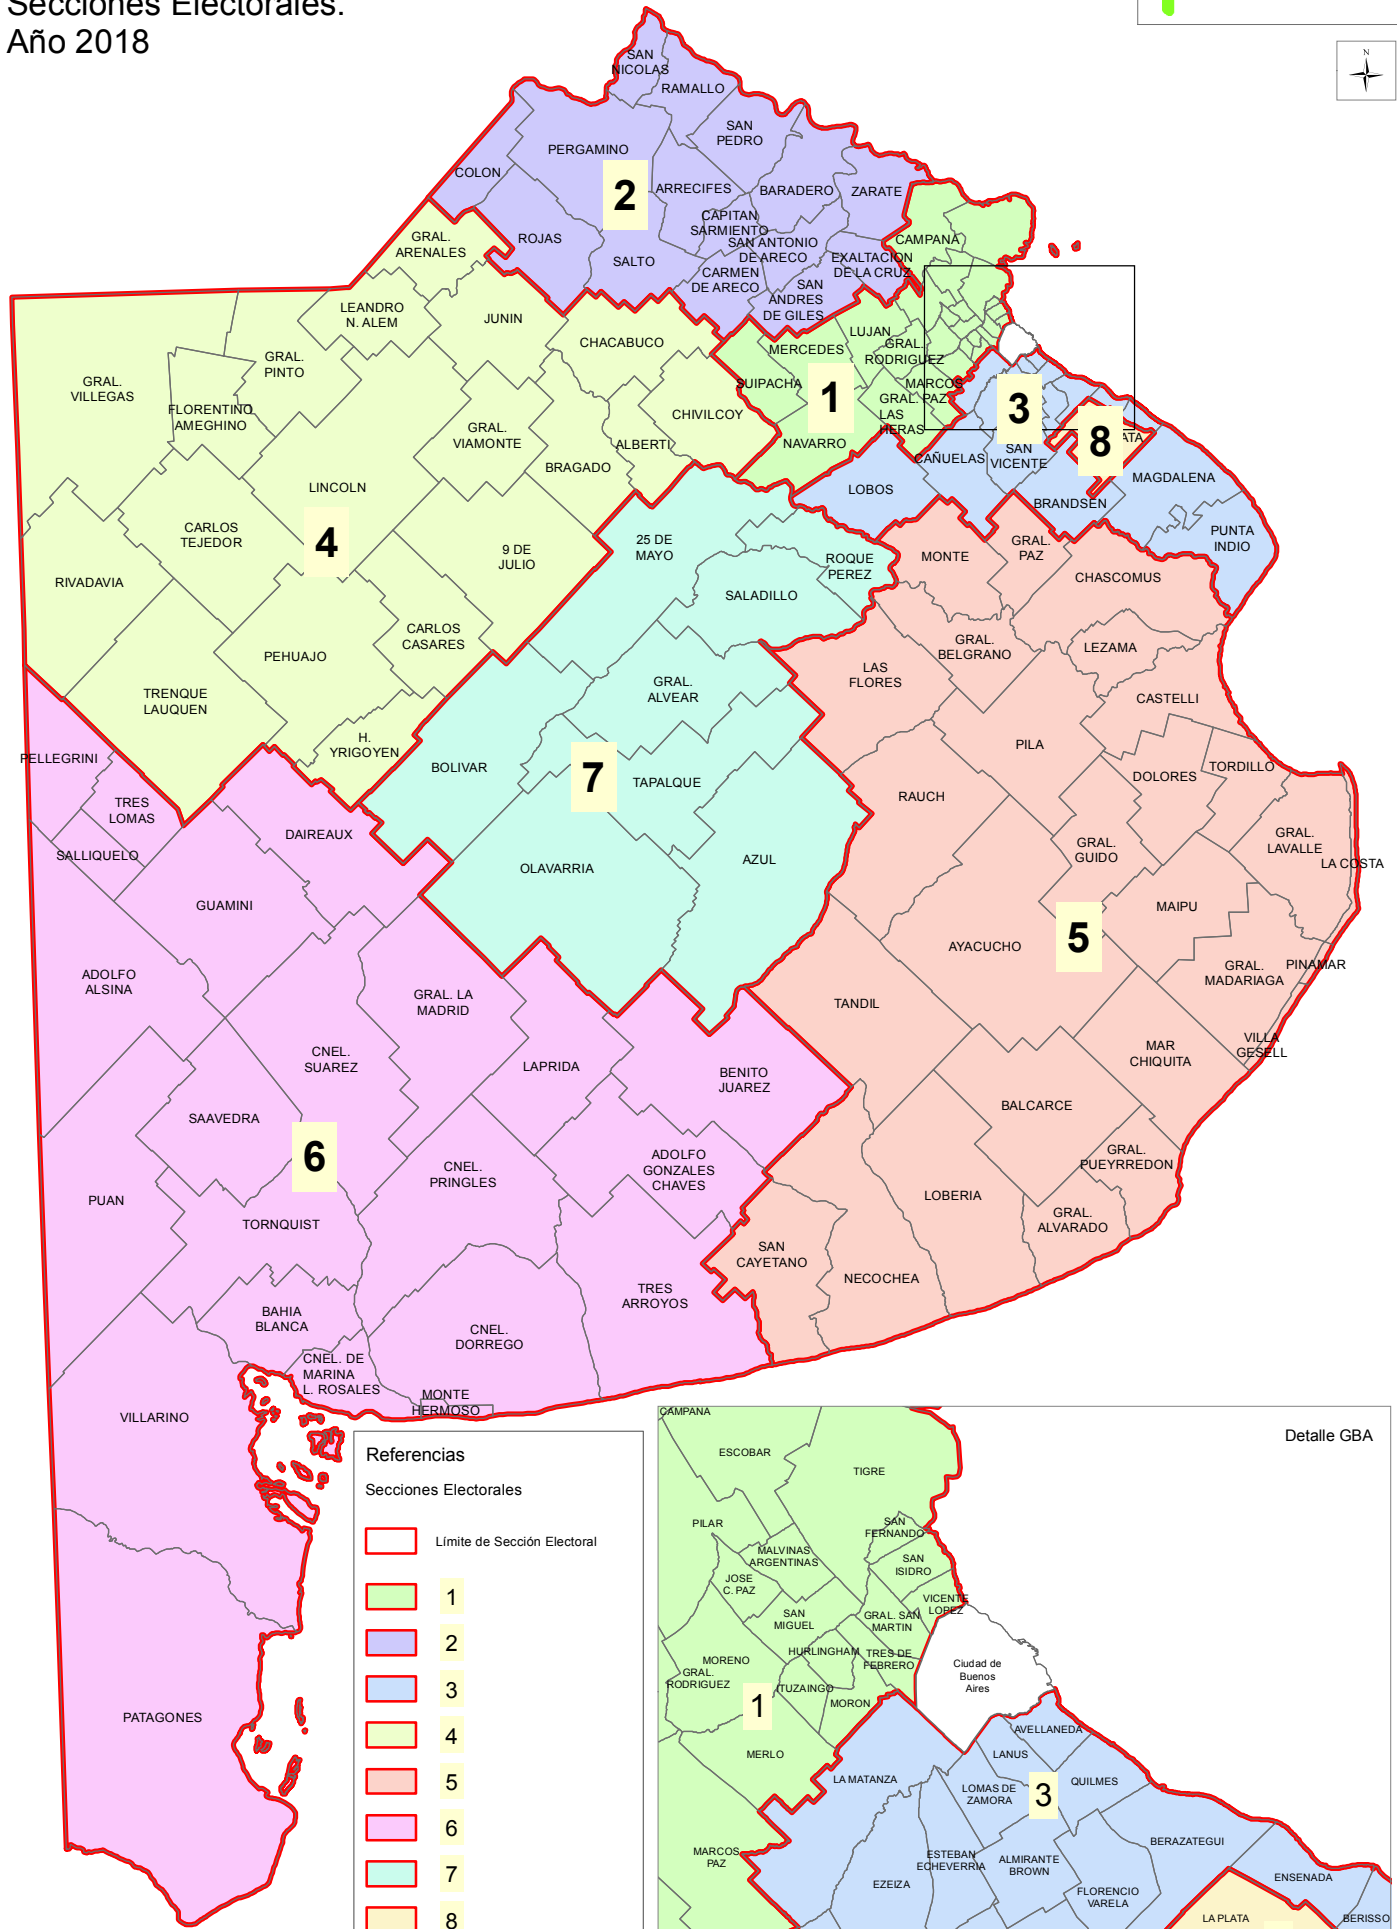 Secciones Electorales.
Año 2018
N
SAN
NICOLAS
RAMALLO
SAN
PEDRO
PERGAMINO
COLON
2
ARRECIFES
BARADERO
ZARATE
CAPITAN
SARMIENTO
ROJAS
SALTO
SAN ANTONIO
DE ARECO
CARMEN
DE ARECO
EXALTACION
DE LA CRUZ
SAN
ANDRES
DE GILES
CAMPANA
GRAL.
ARENALES
LEANDRO
N. ALEM
JUNIN
CHACABUCO
GRAL.
PINTO
GRAL.
VILLEGAS
FLORENTINO
AMEGHINO
GRAL.
VIAMONTE
BRAGADO
ALBERTI
CHIVILCOY
LINCOLN
4
CARLOS
TEJEDOR
RIVADAVIA
9 DE
JULIO
CARLOS
CASARES
PEHUAJO
TRENQUE
LAUQUEN
H.
YRIGOYEN
LUJAN
MERCEDES
GRAL.
RODRIGUEZ
SUIPACHA
1
MARCOS
PAZ
GRAL.
LAS
HERAS
NAVARRO
3
8
ATA
SAN
VICENTE
CAÑUELAS
LOBOS
BRANDSEN
MAGDALENA
PUNTA
INDIO
25 DE
MAYO
ROQUE
PEREZ
SALADILLO
GRAL.
ALVEAR
BOLIVAR
7
TAPALQUE
OLAVARRIA
AZUL
MONTE
GRAL.
PAZ
CHASCOMUS
GRAL.
BELGRANO
LEZAMA
LAS
FLORES
CASTELLI
PILA
TORDILLO
DOLORES
RAUCH
GRAL.
GUIDO
GRAL.
LAVALLE
LA COSTA
MAIPU
AYACUCHO
5
GRAL.
MADARIAGA
PINAMAR
TANDIL
VILLA
GESELL
MAR
CHIQUITA
BALCARCE
GRAL.
PUEYRREDON
LOBERIA
GRAL.
ALVARADO
SAN
CAYETANO
NECOCHEA
PELLEGRINI
TRES
LOMAS
SALLIQUELO
DAIREAUX
GUAMINI
ADOLFO
ALSINA
GRAL. LA
MADRID
CNEL.
SUAREZ
LAPRIDA
BENITO
JUAREZ
SAAVEDRA
6
ADOLFO
GONZALES
CHAVES
CNEL.
PRINGLES
PUAN
TORNQUIST
TRES
ARROYOS
BAHIA
BLANCA
CNEL.
DORREGO
CNEL. DE
MARINA
L. ROSALES
MONTE
HERMOSO
VILLARINO
PATAGONES
Referencias
Secciones Electorales
Límite de Sección Electoral
1
2
3
4
5
6
7
8
Detalle GBA
CAMPANA
ESCOBAR
TIGRE
PILAR
SAN
FERNANDO
MALVINAS
ARGENTINAS
SAN
ISIDRO
JOSE
C. PAZ
VICENTE
LOPEZ
SAN
MIGUEL
GRAL. SAN
MARTIN
HURLINGHAM
TRES DE
FEBRERO
MORENO
GRAL.
RODRIGUEZ
ITUZAINGO
MORON
1
Ciudad de
Buenos
Aires
MERLO
AVELLANEDA
LANUS
LA MATANZA
LOMAS DE
ZAMORA
3
QUILMES
BERAZATEGUI
MARCOS
PAZ
ESTEBAN
ECHEVERRIA
ALMIRANTE
BROWN
EZEIZA
FLORENCIO
VARELA
ENSENADA
LA PLATA
BERISSO